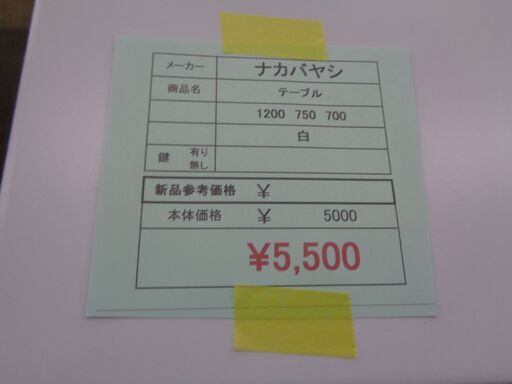 メーカー ナカバヤシ
商品名 テーブル
1200 750 700
白
鍵 有り 無し
新品参考価格 ¥
本体価格 ¥ 5000
¥5,500